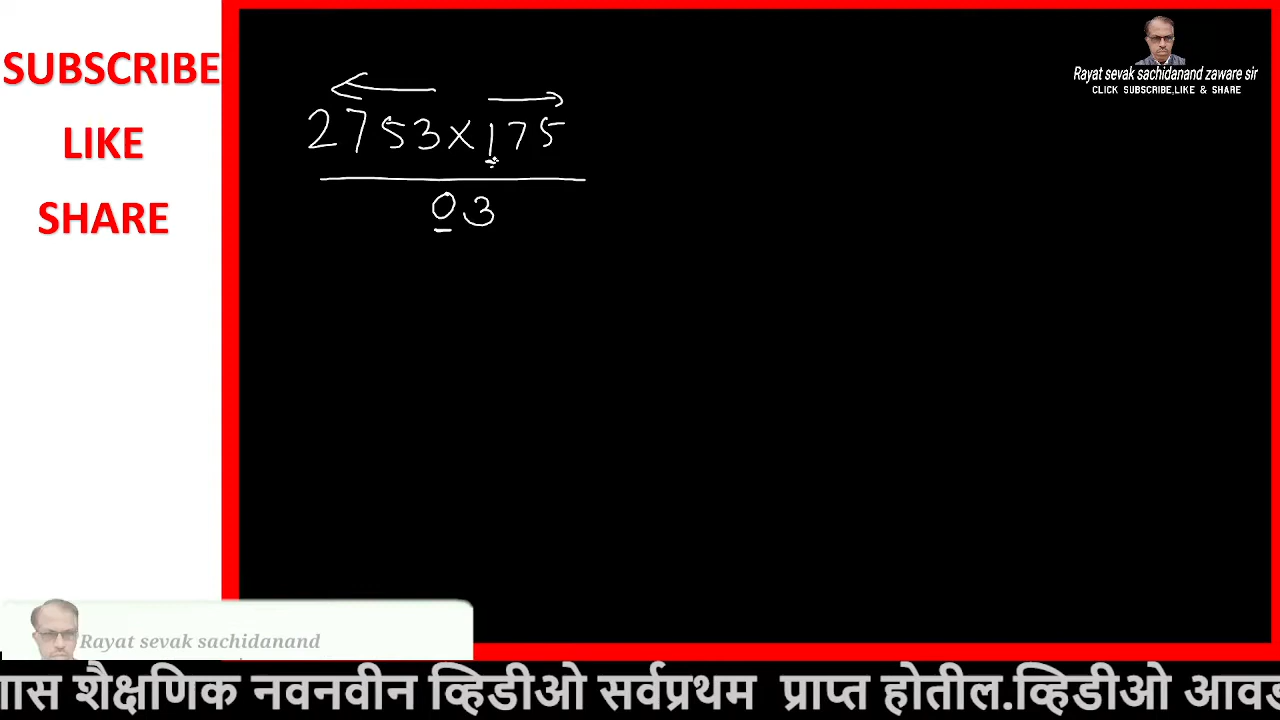 SUBSCRIBE
LIKE
SHARE
Rayat sevak sachidanand zaware sir
CLICK SUBSCRIBE,LIKE & SHARE
2753×175
03
Rayat sevak sachidanand
शैक्षणिक नवनवीन व्हिडीओ सर्वप्रथम प्राप्त होतील.व्हिडीओ